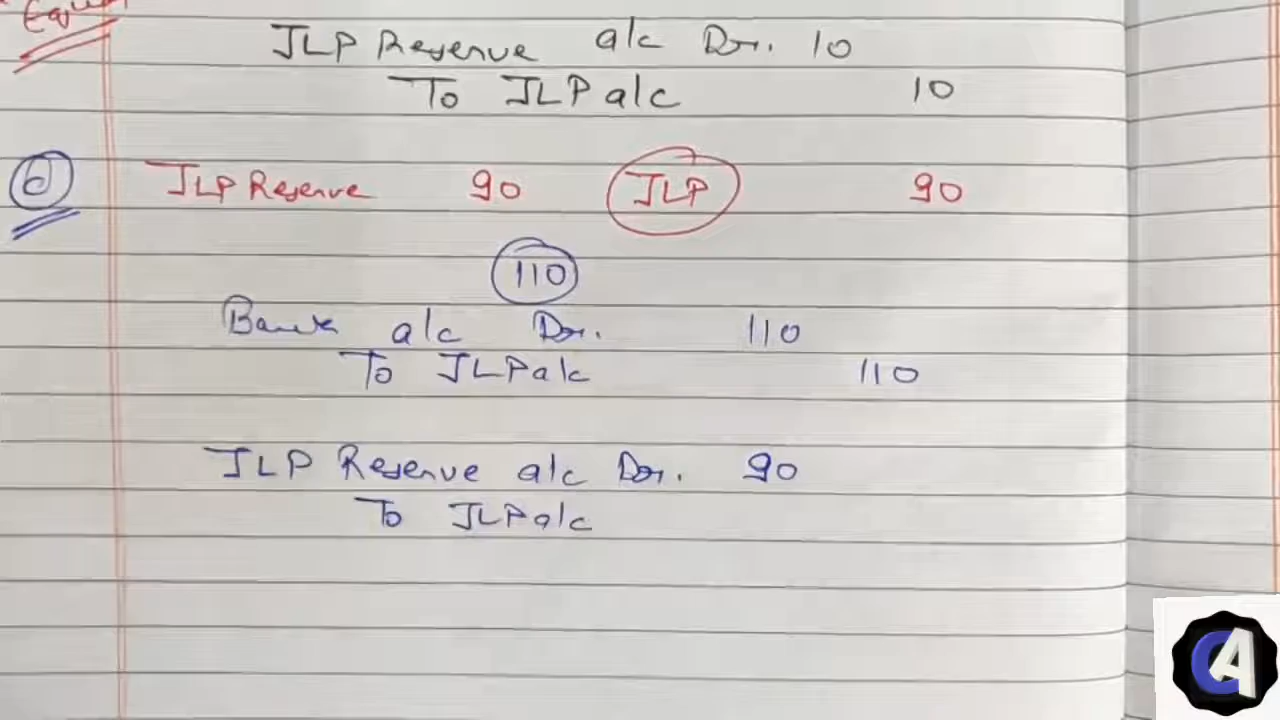 JLP Reserve a/c Dr. 10
To JLP a/c 10
d JLP Reserve 90 JLP 90
110
Bank a/c Dr. 110
To JLP a/c 110
JLP Reserve a/c Dr. 90
To JLP a/c
CA